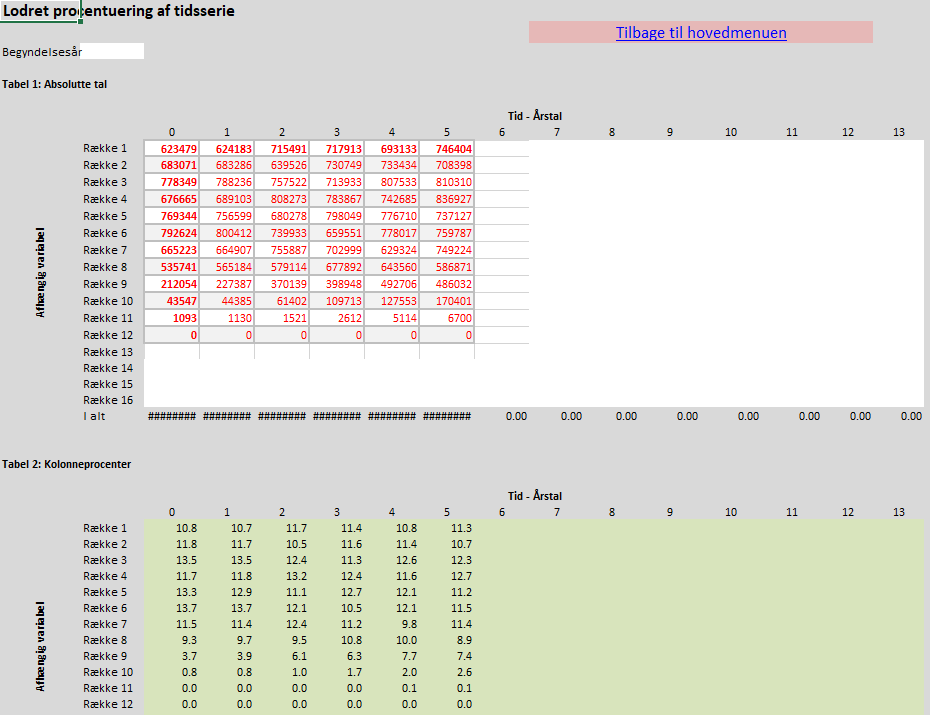 Lodret procentuering af tidsserie
Tilbage til hovedmenuen
Begyndelsesår
Tabel 1: Absolutte tal
Tid - Årstal
0 1 2 3 4 5 6 7 8 9 10 11 12 13
Afhængig variabel
Række 1 623479 624183 715491 717913 693133 746404
Række 2 683071 683286 639526 730749 733434 708398
Række 3 778349 788236 757522 713933 807533 810310
Række 4 676665 689103 808273 783867 742685 836927
Række 5 769344 756599 680278 798049 776710 737127
Række 6 792624 800412 739933 659551 778017 759787
Række 7 665223 664907 755887 702999 629324 749224
Række 8 535741 565184 579114 677892 643560 586871
Række 9 212054 227387 370139 398948 492706 486032
Række 10 43547 44385 61402 109713 127553 170401
Række 11 1093 1130 1521 2612 5114 6700
Række 12 0 0 0 0 0 0
Række 13
Række 14
Række 15
Række 16
I alt ######## ######## ######## ######## ######## ######## 0.00 0.00 0.00 0.00 0.00 0.00 0.00 0.00
Tabel 2: Kolonneprocenter
Tid - Årstal
0 1 2 3 4 5 6 7 8 9 10 11 12 13
Afhængig variabel
Række 1 10.8 10.7 11.7 11.4 10.8 11.3
Række 2 11.8 11.7 10.5 11.6 11.4 10.7
Række 3 13.5 13.5 12.4 11.3 12.6 12.3
Række 4 11.7 11.8 13.2 12.4 11.6 12.7
Række 5 13.3 12.9 11.1 12.7 12.1 11.2
Række 6 13.7 13.7 12.1 10.5 12.1 11.5
Række 7 11.5 11.4 12.4 11.2 9.8 11.4
Række 8 9.3 9.7 9.5 10.8 10.0 8.9
Række 9 3.7 3.9 6.1 6.3 7.7 7.4
Række 10 0.8 0.8 1.0 1.7 2.0 2.6
Række 11 0.0 0.0 0.0 0.0 0.1 0.1
Række 12 0.0 0.0 0.0 0.0 0.0 0.0